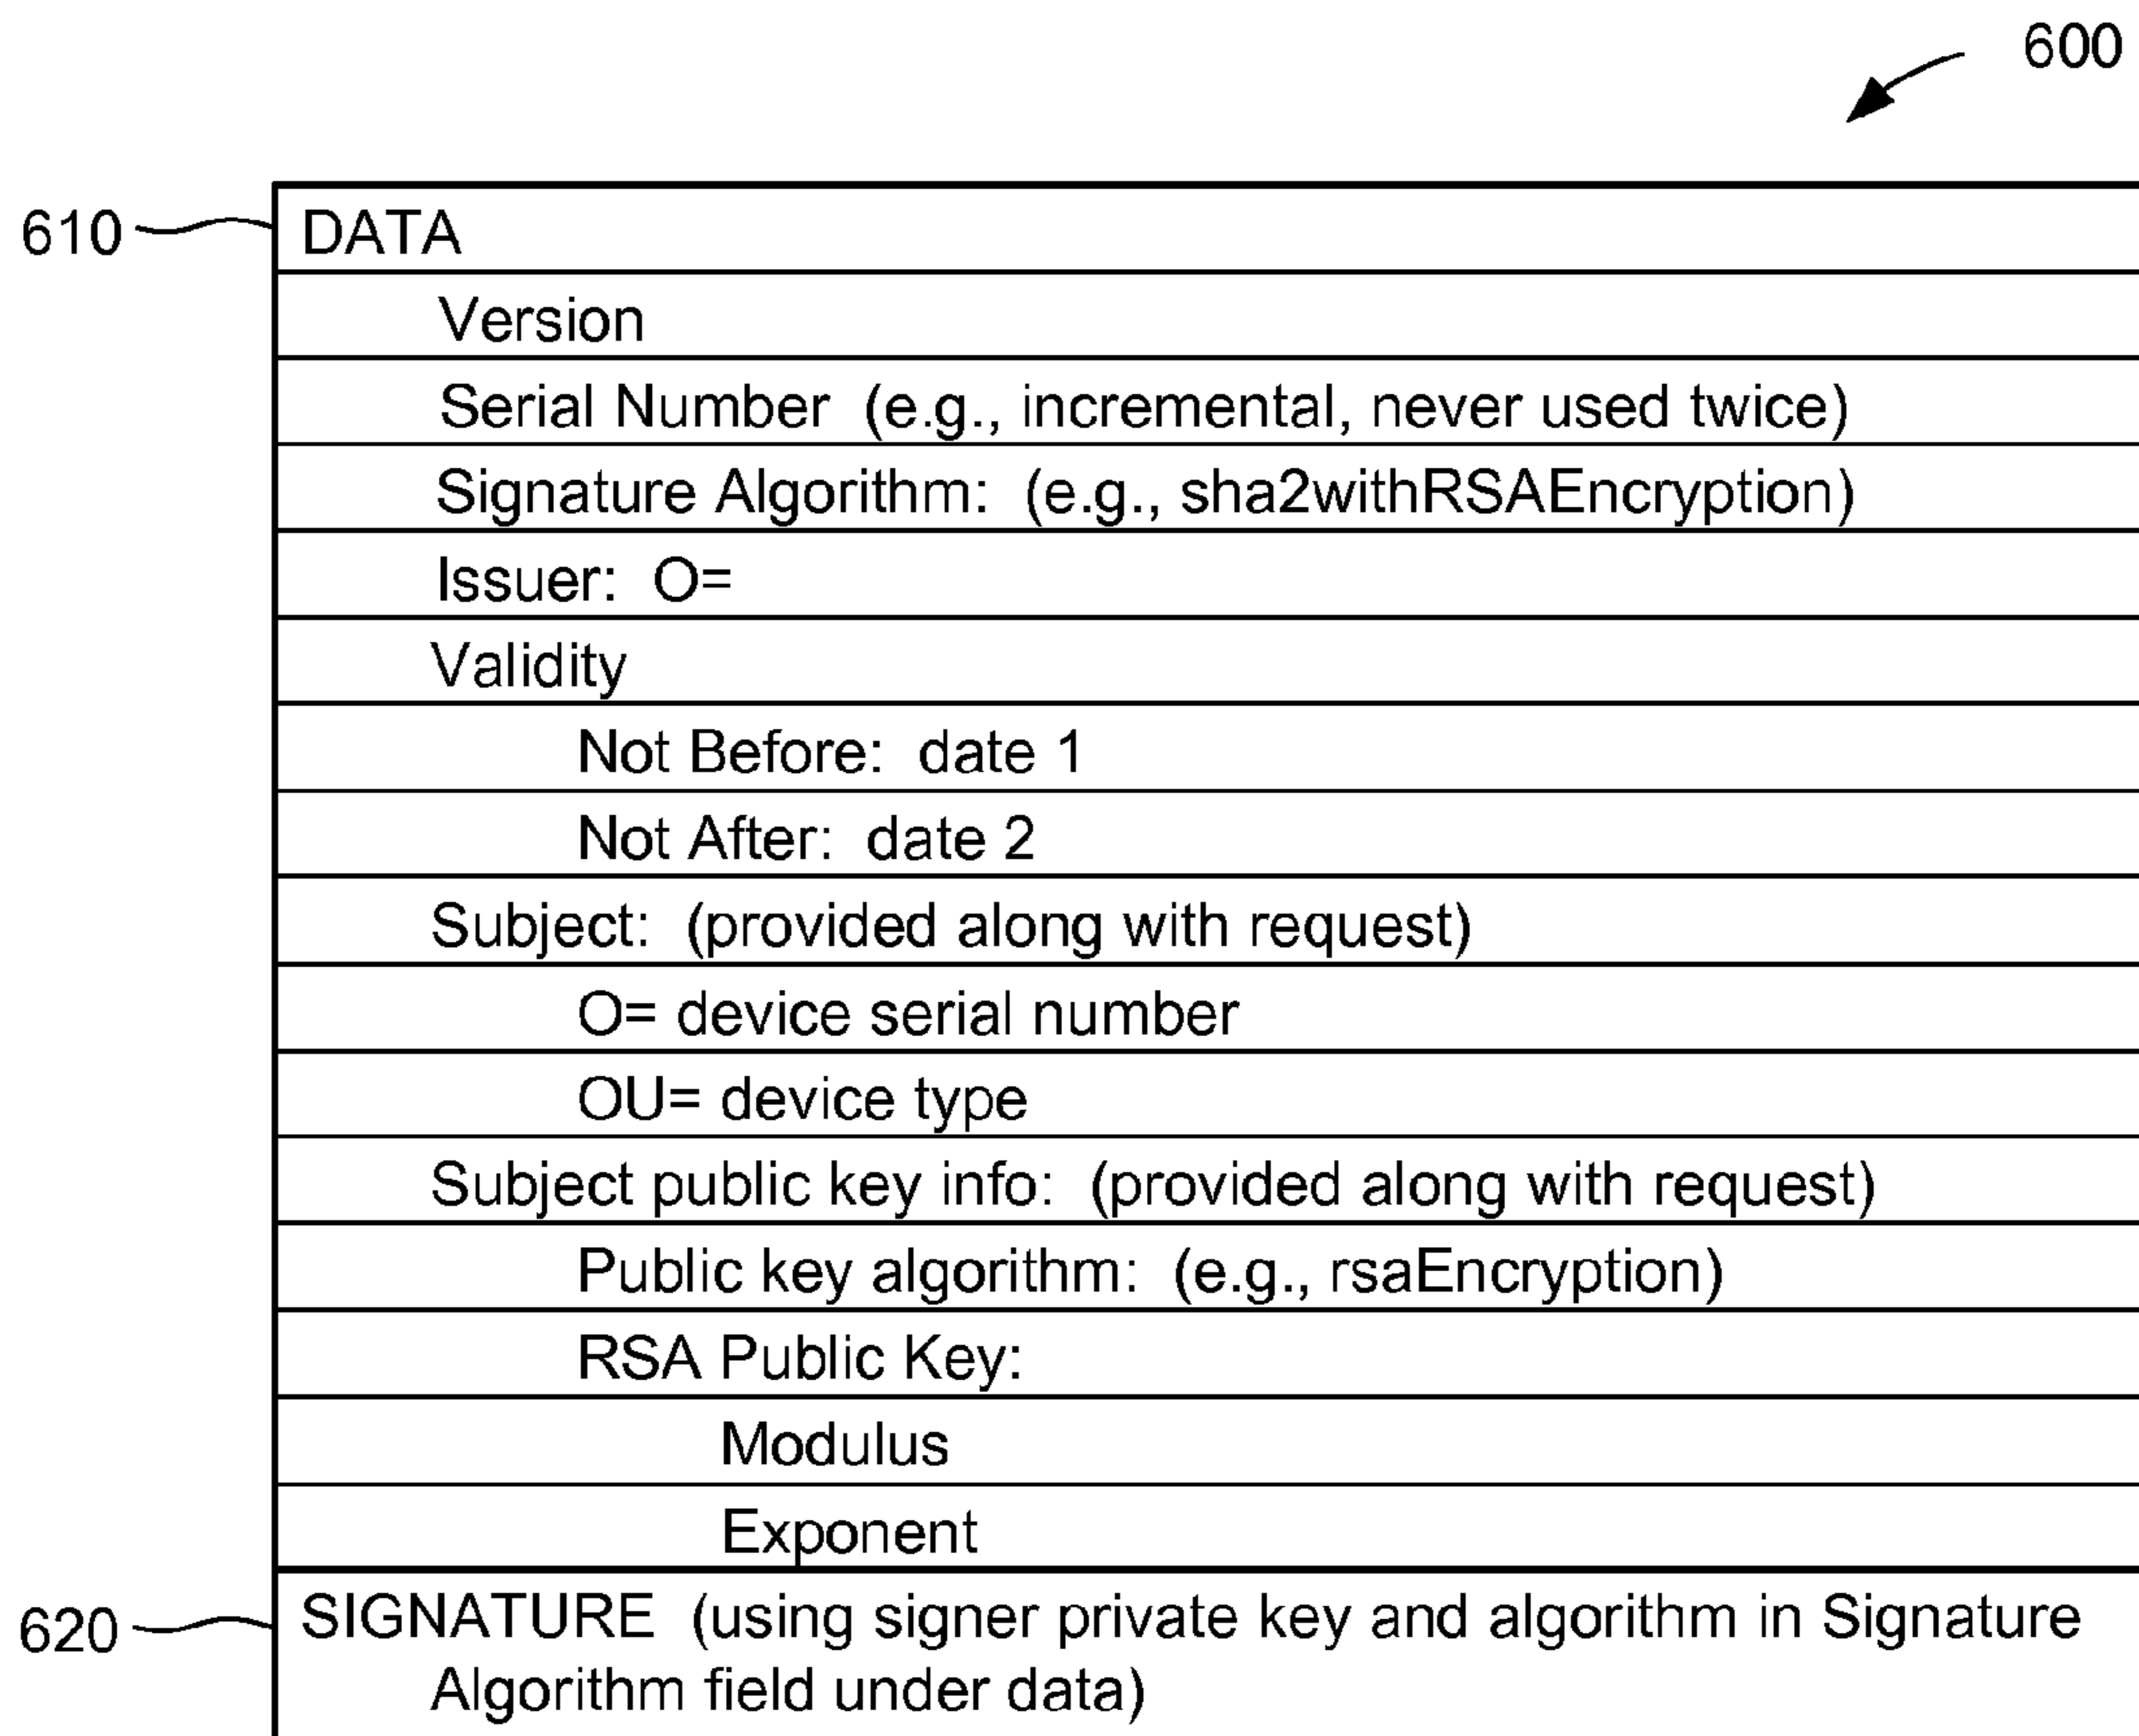 600
610
DATA
Version
Serial Number (e.g., incremental, never used twice)
Signature Algorithm: (e.g., sha2withRSAEncryption)
Issuer: O=
Validity
Not Before: date 1
Not After: date 2
Subject: (provided along with request)
O= device serial number
OU= device type
Subject public key info: (provided along with request)
Public key algorithm: (e.g., rsaEncryption)
RSA Public Key:
Modulus
Exponent
620
SIGNATURE (using signer private key and algorithm in Signature
Algorithm field under data)